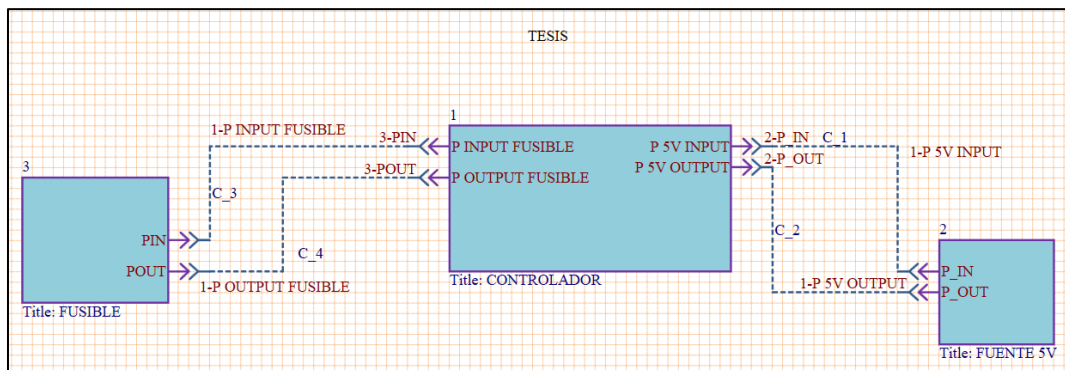 TESIS
1
1-P INPUT FUSIBLE
3-PIN
P INPUT FUSIBLE
P 5V INPUT
2-P_IN
C_1
1-P 5V INPUT
2-P_OUT
P 5V OUTPUT
3
3-POUT
P OUTPUT FUSIBLE
C_3
C_2
2
PIN
C_4
POUT
1-P OUTPUT FUSIBLE
Title: CONTROLADOR
1-P 5V OUTPUT
P_IN
P_OUT
Title: FUSIBLE
Title: FUENTE 5V